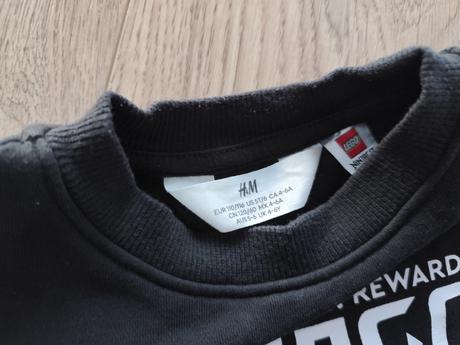 H&M
EUR 110/116 US 5T/6 CA 4-6A
CN 120/60 MX 4-6A
AUS 5-6 UK 4-6Y
LEGO
REWARD